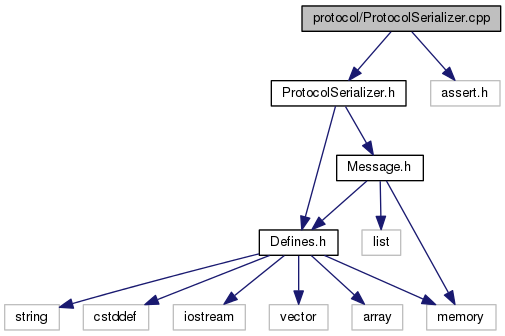 protocol/ProtocolSerializer.cpp
ProtocolSerializer.h
assert.h
Message.h
Defines.h
list
string
cstddef
iostream
vector
array
memory